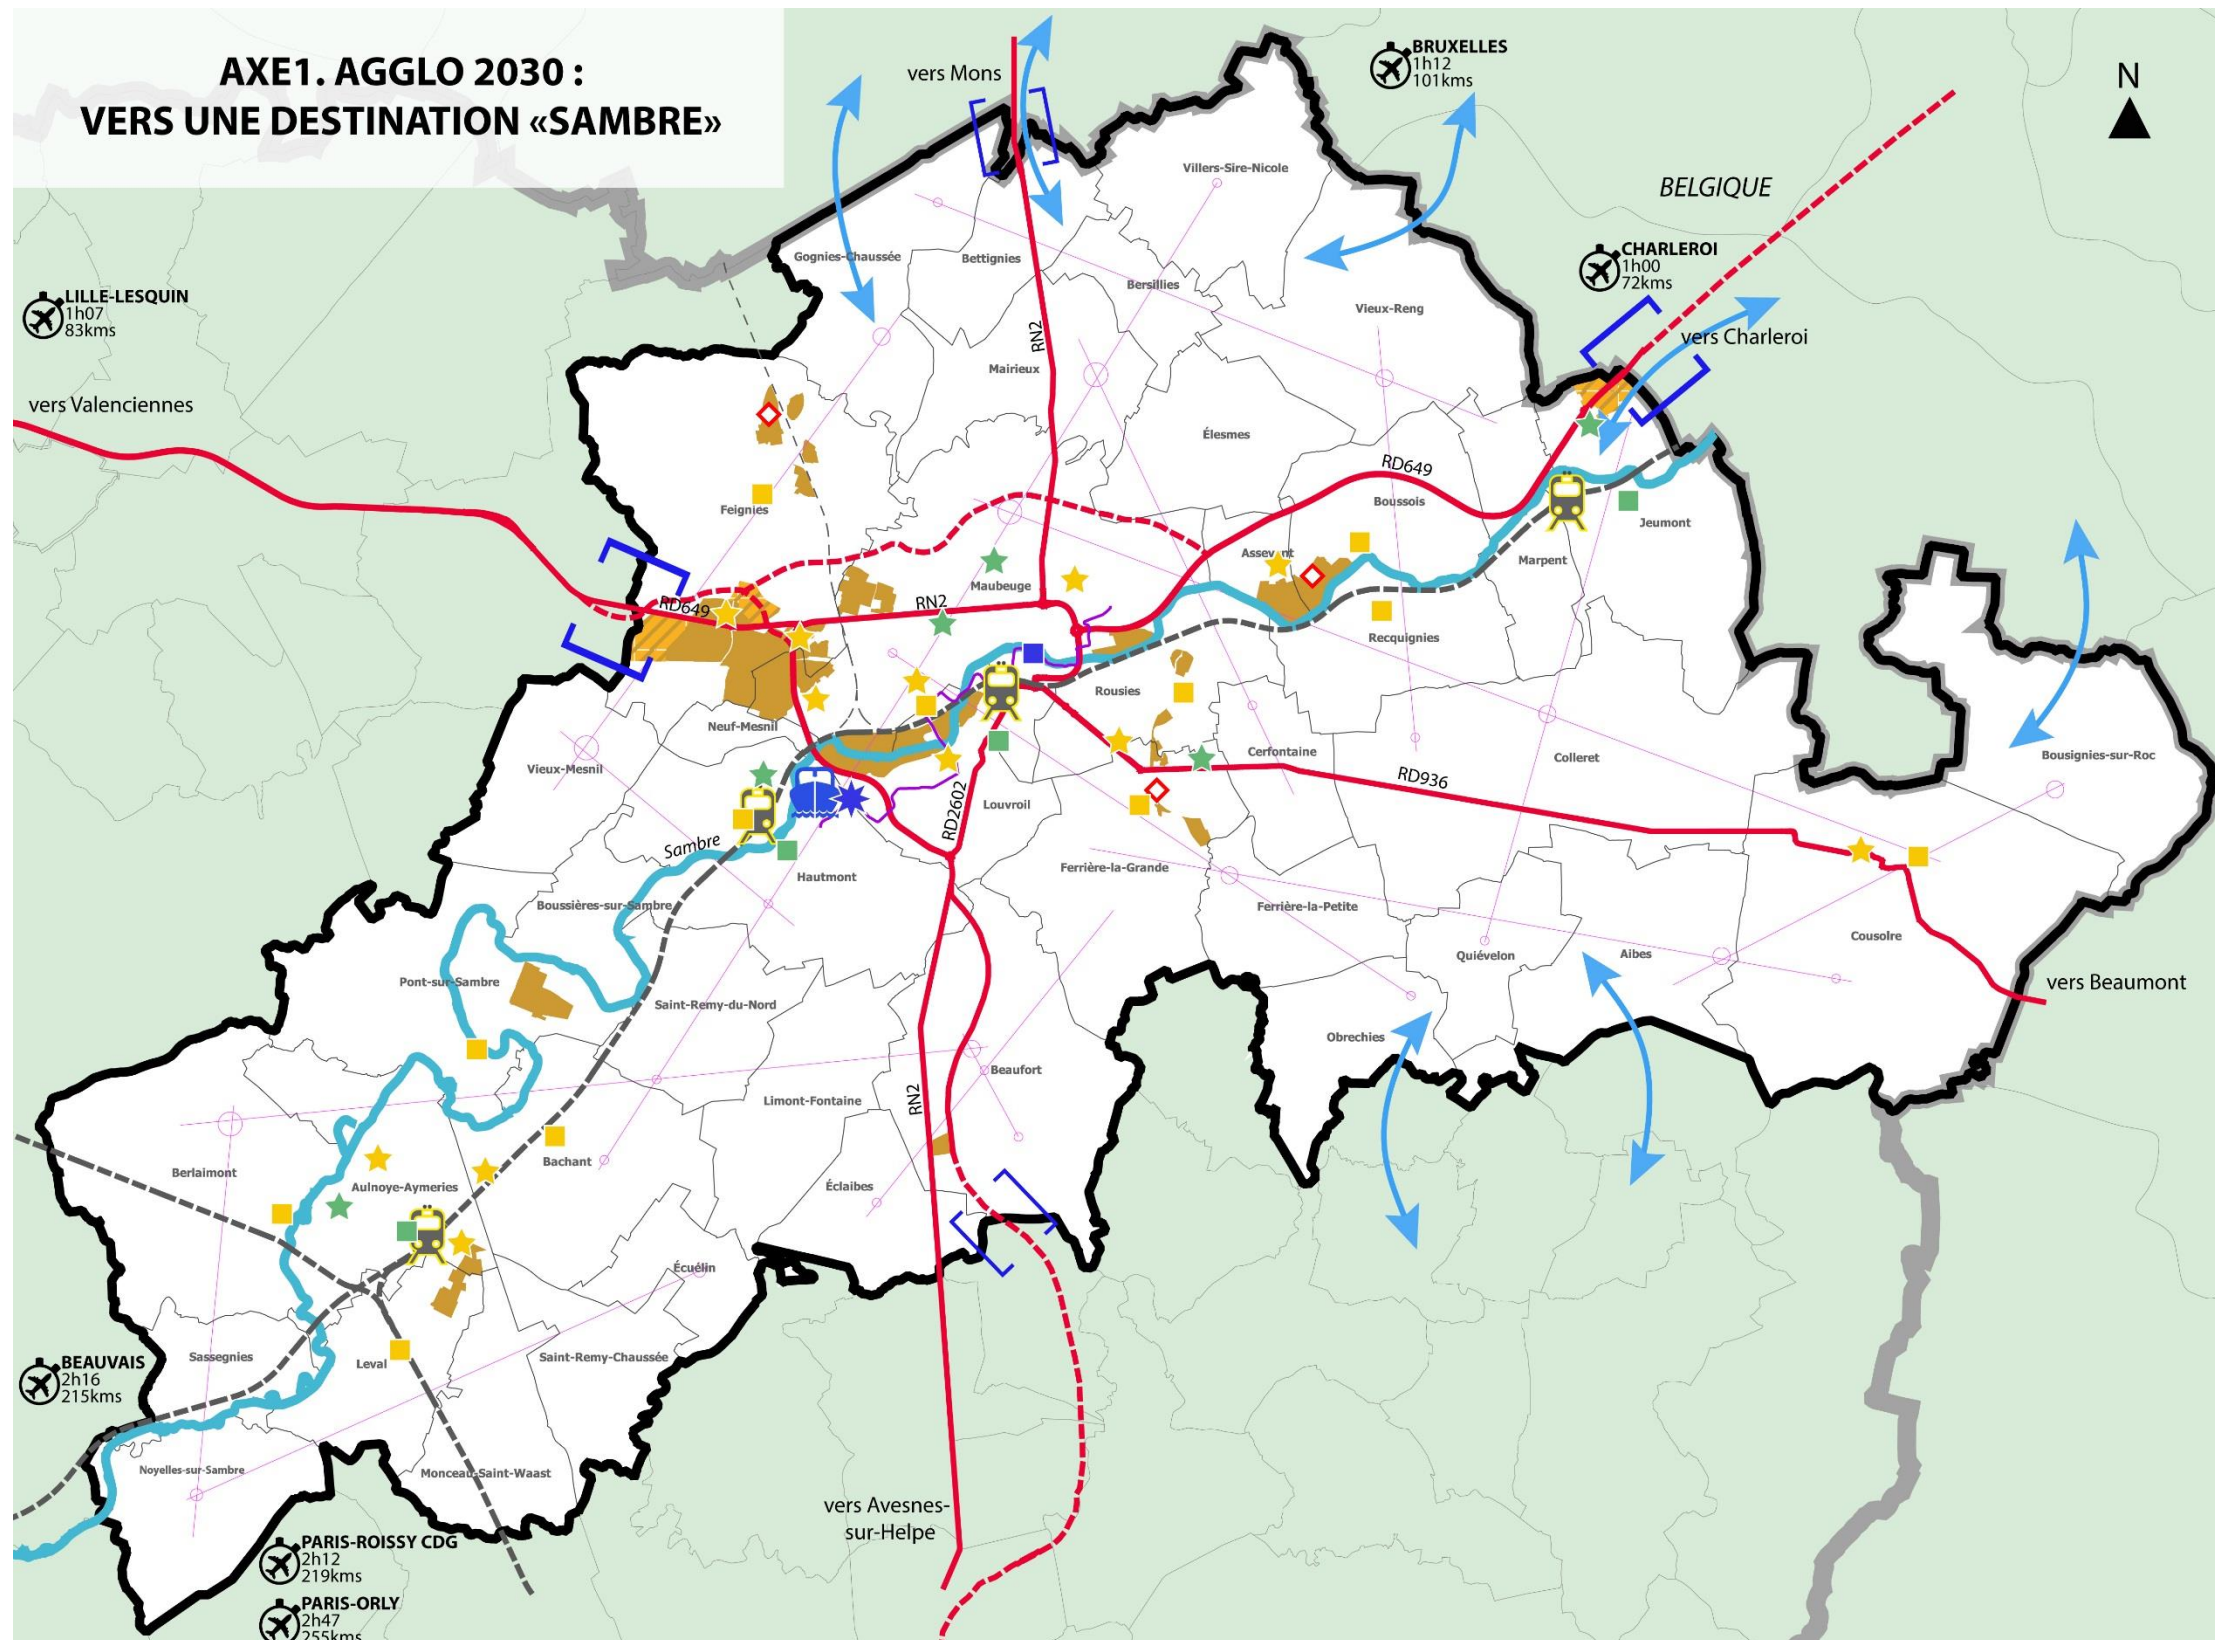 AXE1. AGGLO 2030 :
VERS UNE DESTINATION «SAMBRE»
vers Mons
BRUXELLES
1h12
101kms
N
Villers-Sire-Nicole
BELGIQUE
Gognies-Chaussée
Bettignies
CHARLEROI
1h00
72kms
Bersillies
LILLE-LESQUIN
1h07
83kms
Vieux-Reng
RN2
vers Charleroi
Mairieux
vers Valenciennes
Élesmes
RD649
Boussois
Feignies
Jeumont
Assevent
Marpent
Maubeuge
RD649
RN2
Recquignies
Rousies
Neuf-Mesnil
Cerfontaine
Colleret
Bousignies-sur-Roc
Vieux-Mesnil
RD936
Louvroil
RD2602
Sambre
Hautmont
Ferrière-la-Grande
Boussières-sur-Sambre
Ferrière-la-Petite
Cousolre
Quiévelon
Aibes
Pont-sur-Sambre
vers Beaumont
Saint-Remy-du-Nord
Obrechies
Beaufort
RN2
Limont-Fontaine
Bachant
Berlaimont
Aulnoye-Aymeries
Éclaibes
Écuélin
Sassegnies
Leval
Saint-Remy-Chaussée
BEAUVAIS
2h16
215kms
Noyelles-sur-Sambre
Monceau-Saint-Waast
vers Avesnes-
sur-Helpe
PARIS-ROISSY CDG
2h12
219kms
PARIS-ORLY
2h47
255kms